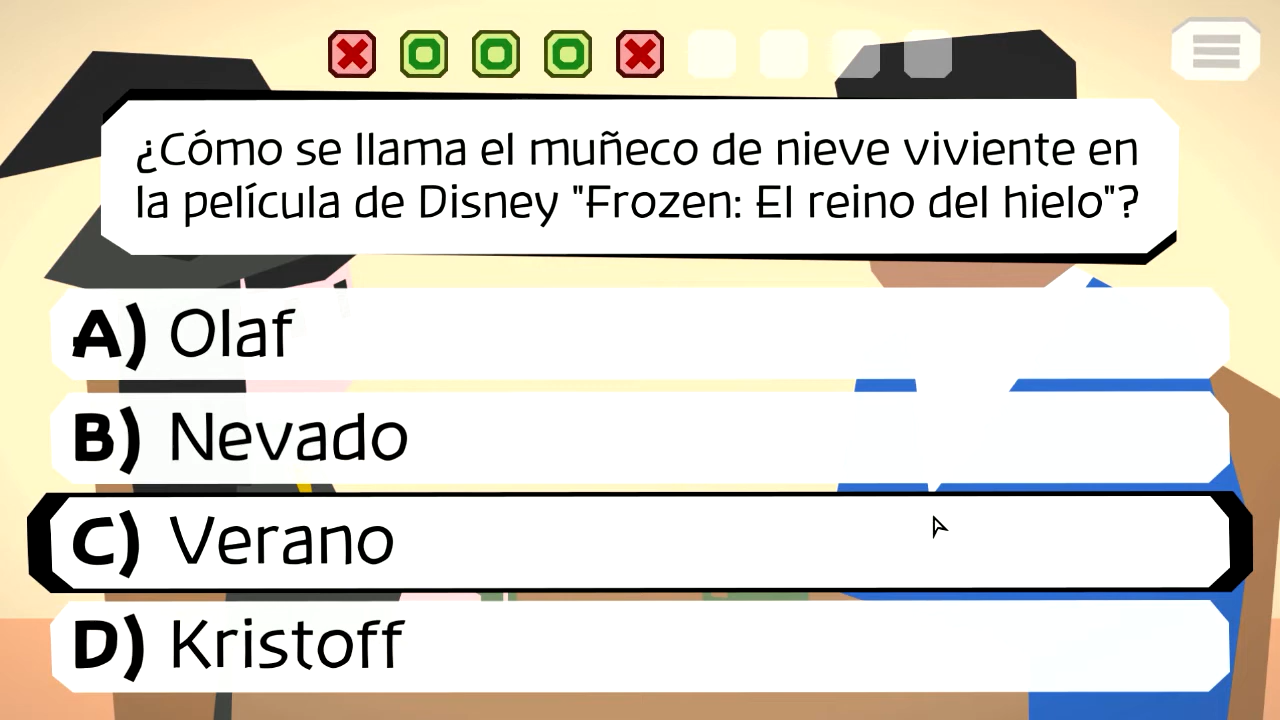 ¿Cómo se llama el muñeco de nieve viviente en
la película de Disney "Frozen: El reino del hielo"?
A) Olaf
B) Nevado
C) Verano
D) Kristoff